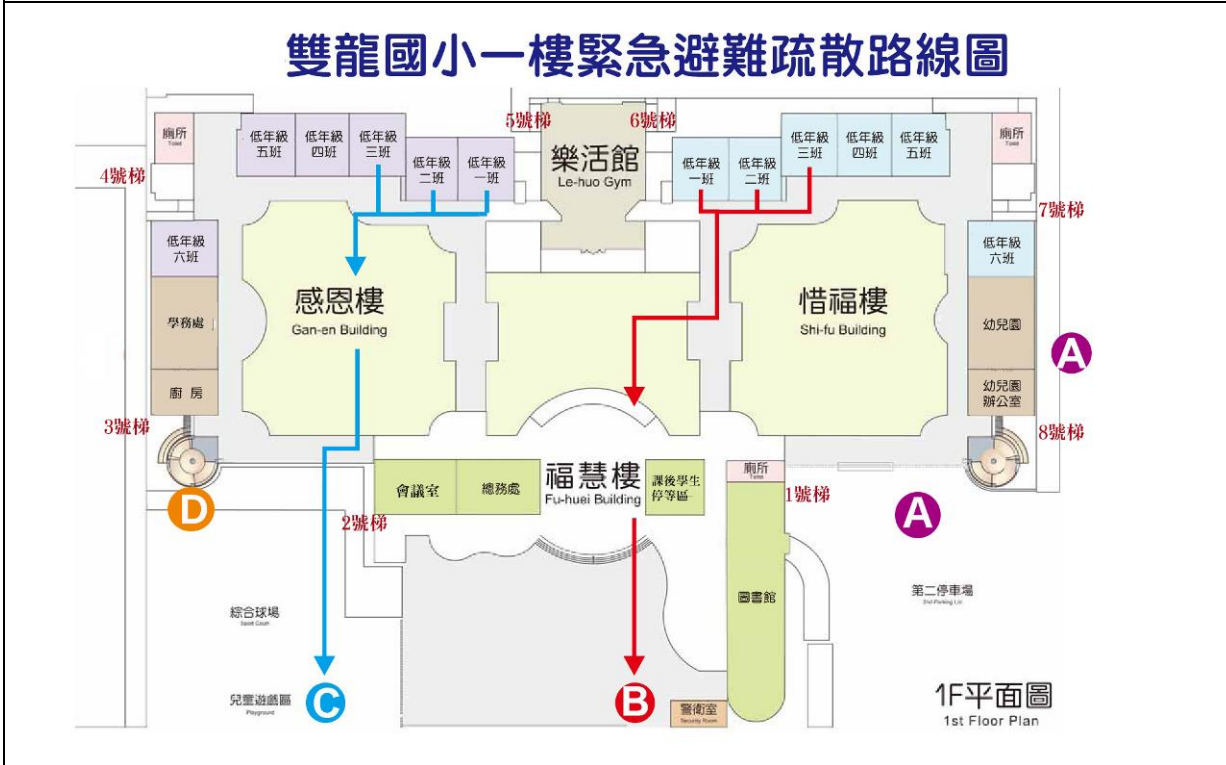 雙龍國小一樓緊急避難疏散路線圖
5號梯
6號梯
廁所
Toilet
低年級
五班
低年級
四班
低年級
三班
低年級
二班
低年級
一班
樂活館
Le-huo Gym
低年級
一班
低年級
二班
低年級
三班
低年級
四班
低年級
五班
廁所
Toilet
4號梯
7號梯
低年級
六班
低年級
六班
感恩樓
Gan-en Building
惜福樓
Shi-fu Building
學務處
幼兒園
A
廚房
幼兒園
辦公室
3號梯
8號梯
D
會議室
總務處
福慧樓
Fu-huei Building
課後學生
停等區
廁所
Toilet
2號梯
1號梯
A
圖書館
第二停車場
2nd Parking Lot
綜合球場
兒童遊戲區
Playground
C
B
警衛室
Security Room
1F平面圖
1st Floor Plan